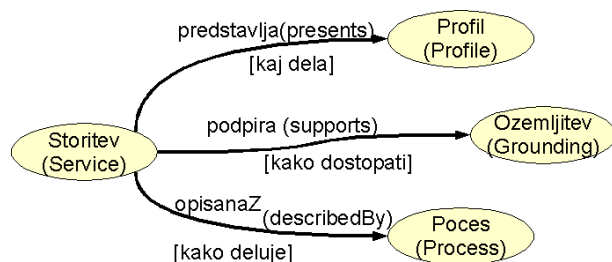 predstavlja(presents)
[kaj dela]
Profil
(Profile)
Storitev
(Service)
podpira (supports)
[kako dostopati]
Ozemljitev
(Grounding)
opisanaZ
(describedBy)
[kako deluje]
Poces
(Process)